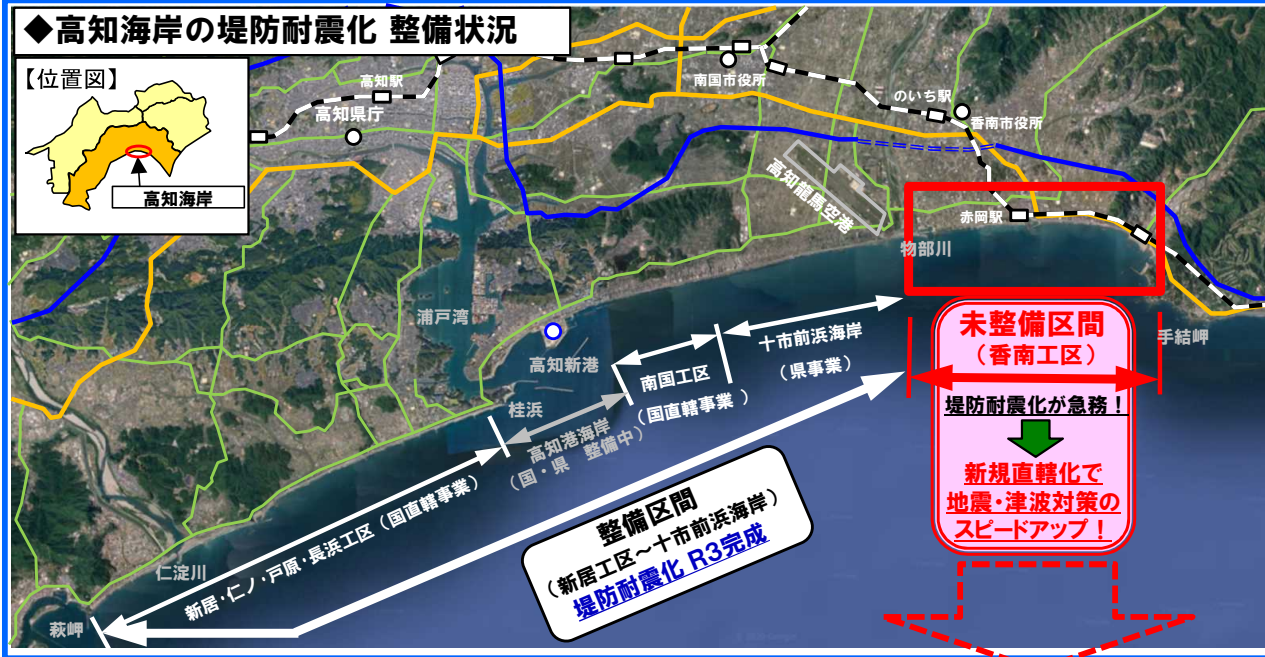 ◆高知海岸の堤防耐震化 整備状況
【位置図】
高知海岸
高知駅
高知県庁
南国市役所
のいち駅
香南市役所
高知龍馬空港
赤岡駅
物部川
浦戸湾
高知新港
桂浜
手結岬
十市前浜海岸
（県事業）
南国工区
（国直轄事業 ）
高知港海岸
（国・県 整備中）
新居・仁ノ・戸原・長浜工区（国直轄事業）
仁淀川
萩岬
整備区間
（新居工区～十市前浜海岸）
堤防耐震化 R3完成
未整備区間
（香南工区）
堤防耐震化が急務！
新規直轄化で
地震・津波対策の
スピードアップ！